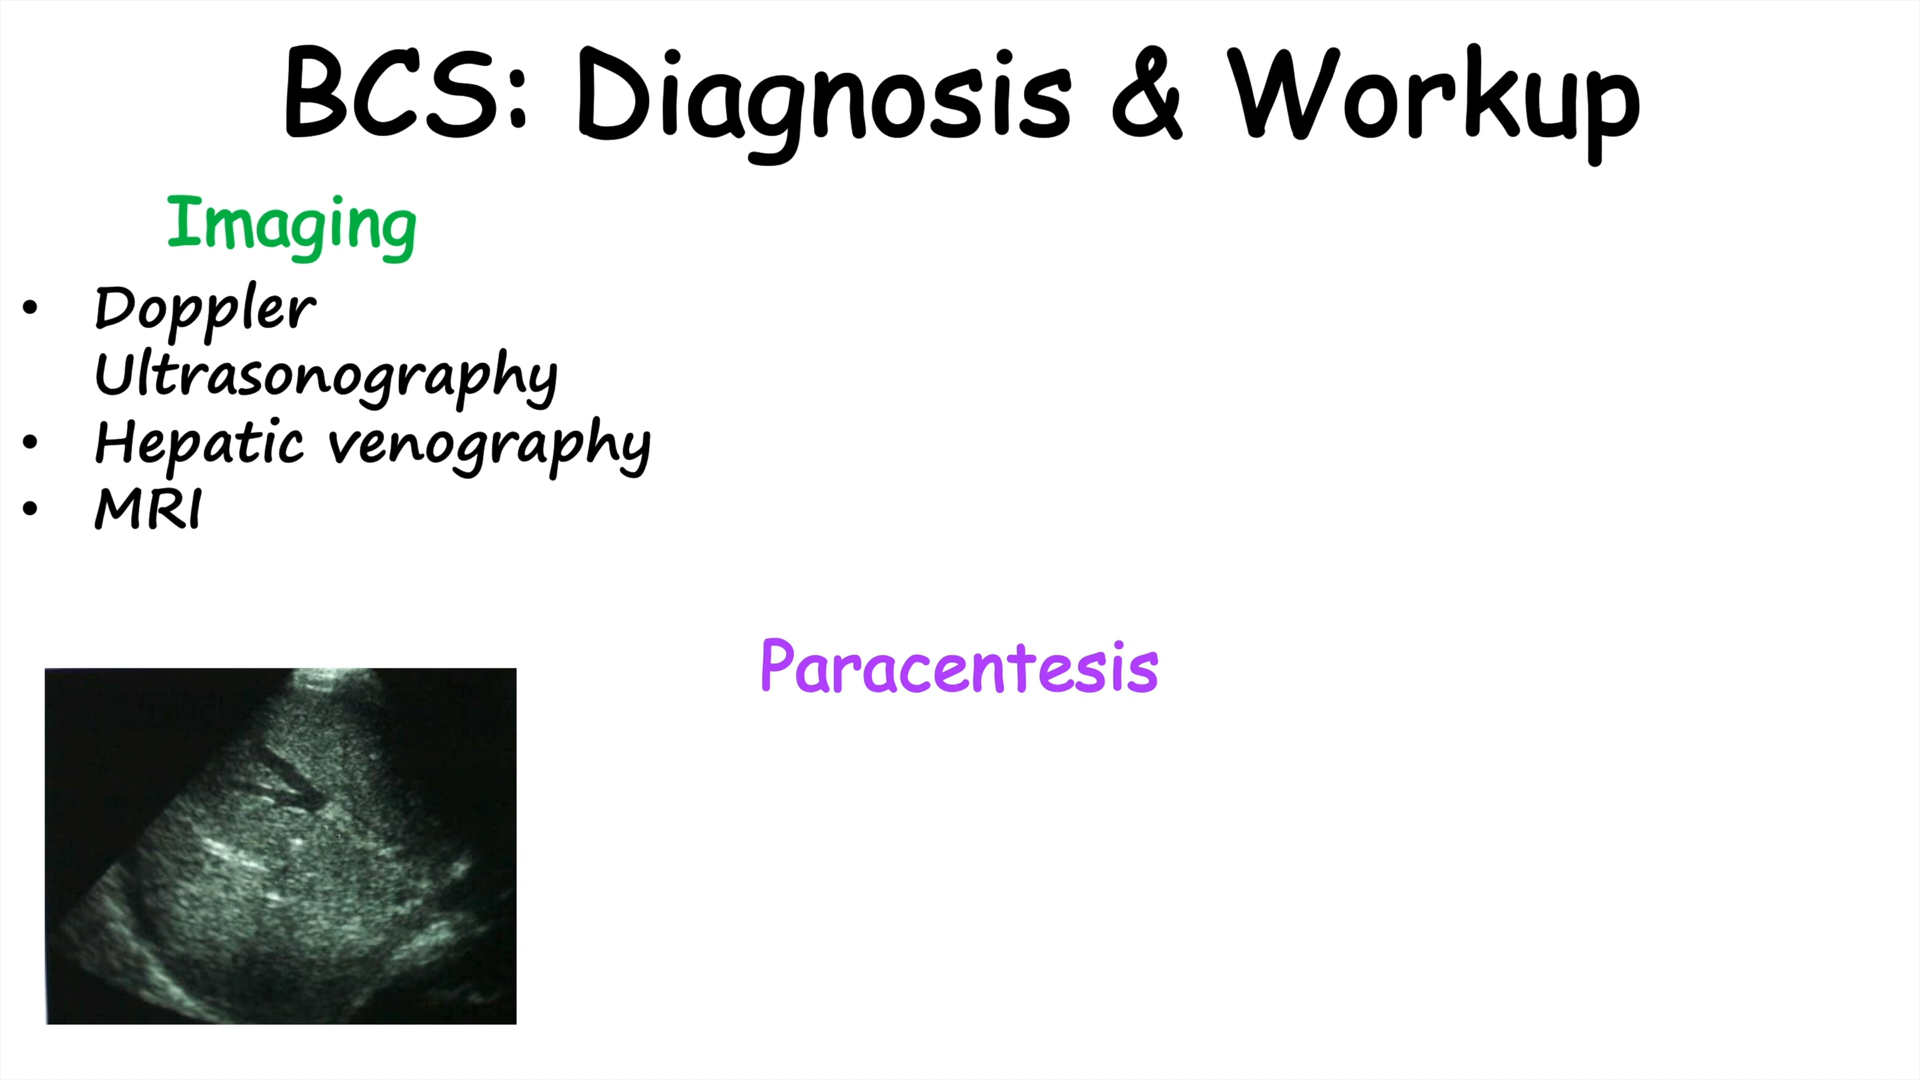 BCS: Diagnosis & Workup
Imaging
• Doppler
Ultrasonography
• Hepatic venography
• MRI
Paracentesis